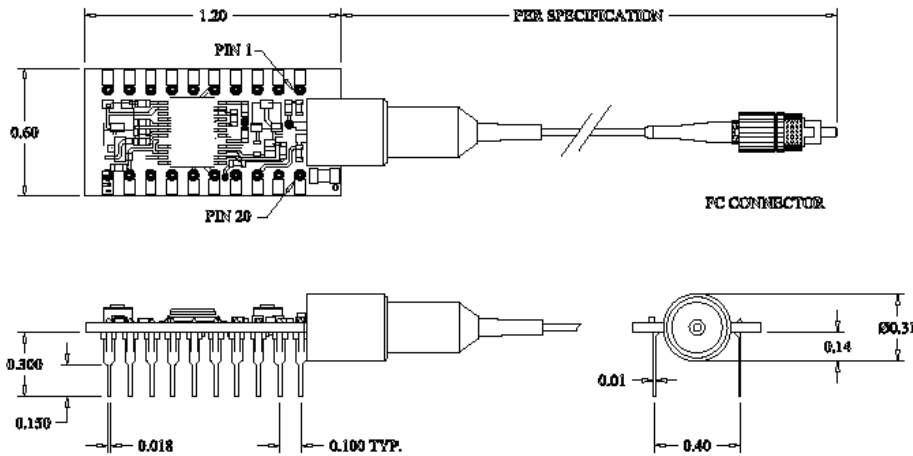 1.20
PER SPECIFICATION
PIN 1
0.60
PIN 20
FC CONNECTOR
0.300
0.150
0.018
0.100 TYP.
0.01
0.40
0.14